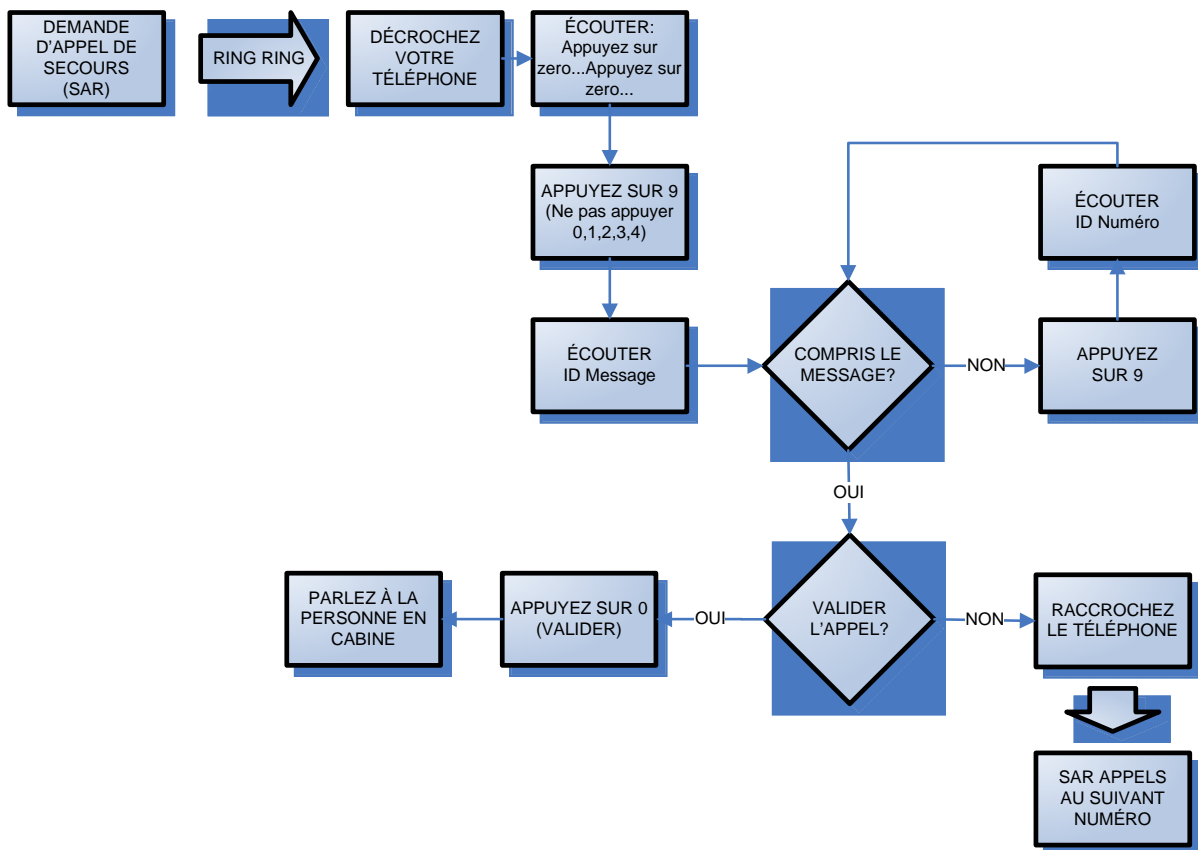 DEMANDE
D'APPEL DE
SECOURS
(SAR)
RING RING
DÉCROCHEZ
VOTRE
TÉLÉPHONE
ÉCOUTER:
Appuyez sur
zero...Appuyez sur
zero...
APPUYEZ SUR 9
(Ne pas appuyer
0,1,2,3,4)
ÉCOUTER
ID Numéro
ÉCOUTER
ID Message
COMPRIS LE
MESSAGE?
NON
APPUYEZ
SUR 9
OUI
PARLEZ À LA
PERSONNE EN
CABINE
APPUYEZ SUR 0
(VALIDER)
OUI
VALIDER
L'APPEL?
NON
RACCROCHEZ
LE TÉLÉPHONE
SAR APPELS
AU SUIVANT
NUMÉRO